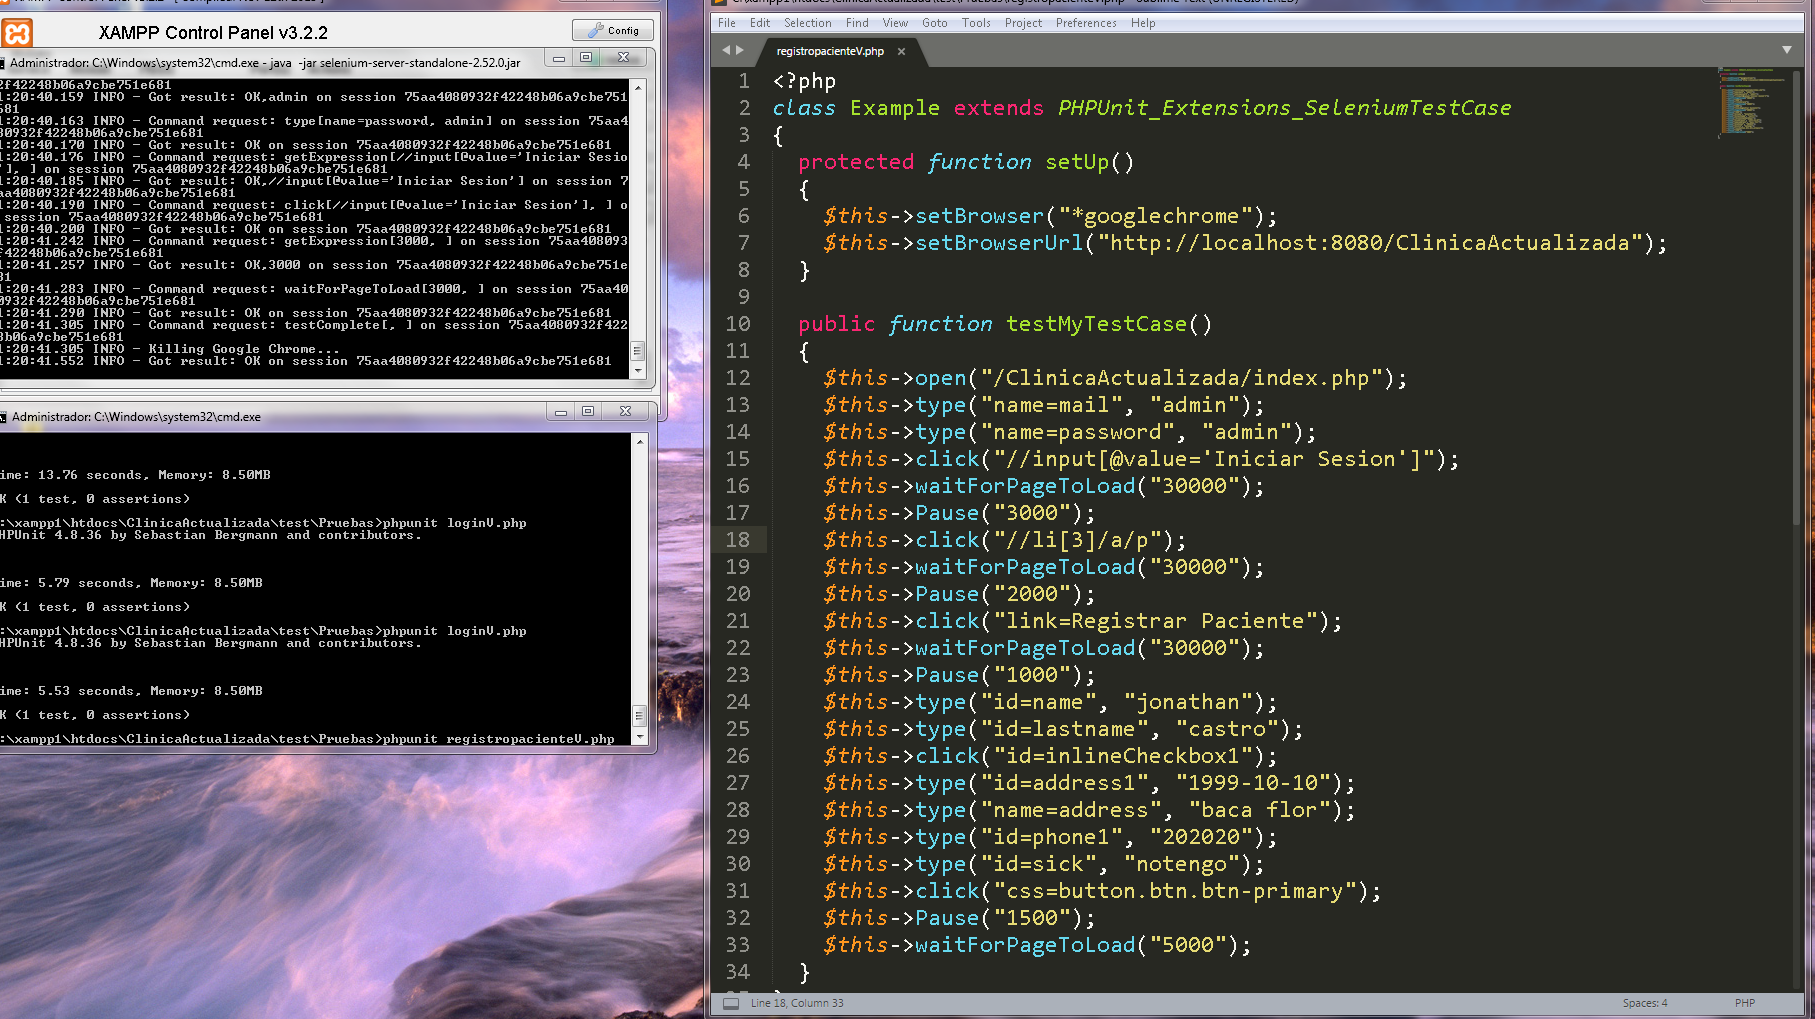 XAMPP Control Panel v3.2.2
Config
Administrador: C:\Windows\system32\cmd.exe - java -jar selenium-server-standalone-2.52.0.jar
2f42248b06a9cbe751e681
1:20:40.159 INFO - Got result: OK,admin on session 75aa4080932f42248b06a9cbe751
681
1:20:40.163 INFO - Command request: type[name=password, admin] on session 75aa4
080932f42248b06a9cbe751e681
1:20:40.170 INFO - Got result: OK on session 75aa4080932f42248b06a9cbe751e681
1:20:40.176 INFO - Command request: getExpression[//input[@value='Iniciar Sesio
'], ] on session 75aa4080932f42248b06a9cbe751e681
1:20:40.185 INFO - Got result: OK,//input[@value='Iniciar Sesion'] on session 7
aa4080932f42248b06a9cbe751e681
1:20:40.190 INFO - Command request: click[//input[@value='Iniciar Sesion'], ] o
session 75aa4080932f42248b06a9cbe751e681
1:20:40.200 INFO - Got result: OK on session 75aa4080932f42248b06a9cbe751e681
1:20:41.242 INFO - Command request: getExpression[3000, ] on session 75aa408093
f42248b06a9cbe751e681
1:20:41.257 INFO - Got result: OK,3000 on session 75aa4080932f42248b06a9cbe751e
81
1:20:41.283 INFO - Command request: waitForPageToLoad[3000, ] on session 75aa40
0932f42248b06a9cbe751e681
1:20:41.290 INFO - Got result: OK on session 75aa4080932f42248b06a9cbe751e681
1:20:41.305 INFO - Command request: testComplete[, ] on session 75aa4080932f422
8b06a9cbe751e681
1:20:41.305 INFO - Killing Google Chrome...
1:20:41.552 INFO - Got result: OK on session 75aa4080932f42248b06a9cbe751e681
Administrador: C:\Windows\system32\cmd.exe
ime: 13.76 seconds, Memory: 8.50MB
K (1 test, 0 assertions)
:\xampp1\htdocs\ClinicaActualizada\test\Pruebas>phpunit loginV.php
HPUnit 4.8.36 by Sebastian Bergmann and contributors.
ime: 5.79 seconds, Memory: 8.50MB
K (1 test, 0 assertions)
:\xampp1\htdocs\ClinicaActualizada\test\Pruebas>phpunit loginV.php
HPUnit 4.8.36 by Sebastian Bergmann and contributors.
ime: 5.53 seconds, Memory: 8.50MB
K (1 test, 0 assertions)
:\xampp1\htdocs\ClinicaActualizada\test\Pruebas>phpunit registropacienteV.php
File Edit Selection Find View Goto Tools Project Preferences Help
registropacienteV.php
1 <?php
2 class Example extends PHPUnit_Extensions_SeleniumTestCase
3 {
4 protected function setUp()
5 {
6 $this->setBrowser("*googlechrome");
7 $this->setBrowserUrl("http://localhost:8080/ClinicaActualizada");
8 }
9
10 public function testMyTestCase()
11 {
12 $this->open("/ClinicaActualizada/index.php");
13 $this->type("name=mail", "admin");
14 $this->type("name=password", "admin");
15 $this->click("//input[@value='Iniciar Sesion']");
16 $this->waitForPageToLoad("30000");
17 $this->Pause("3000");
18 $this->click("//li[3]/a/p");
19 $this->waitForPageToLoad("30000");
20 $this->Pause("2000");
21 $this->click("link=Registrar Paciente");
22 $this->waitForPageToLoad("30000");
23 $this->Pause("1000");
24 $this->type("id=name", "jonathan");
25 $this->type("id=lastname", "castro");
26 $this->click("id=inlineCheckbox1");
27 $this->type("id=address1", "1999-10-10");
28 $this->type("name=address", "baca flor");
29 $this->type("id=phone1", "202020");
30 $this->type("id=sick", "notengo");
31 $this->click("css=button.btn.btn-primary");
32 $this->Pause("1500");
33 $this->waitForPageToLoad("5000");
34 }
Line 18, Column 33
Spaces: 4
PHP